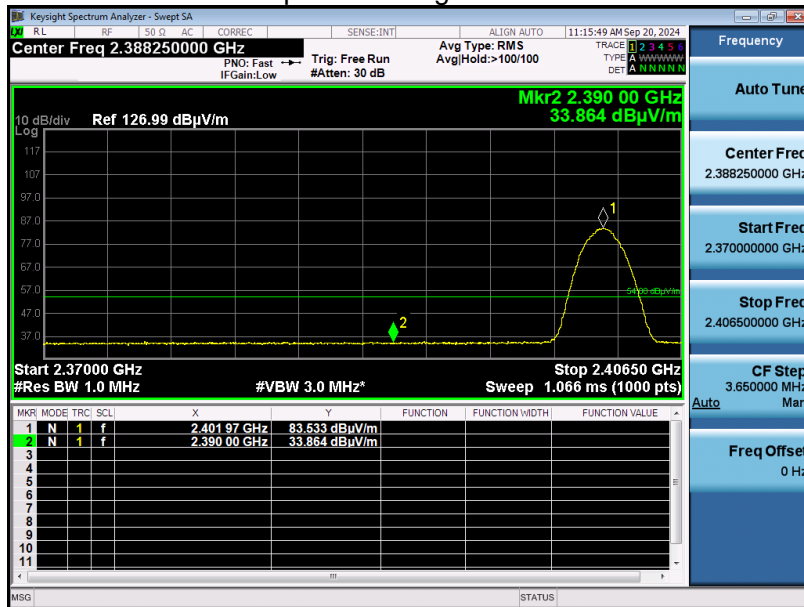 Keysight Spectrum Analyzer - Swept SA
LXI RL RF 50 Ω AC CORREC SENSE:INT ALIGN AUTO 11:15:49 AM Sep 20, 2024
Center Freq 2.388250000 GHz
PNO: Fast
IFGain:Low
Trig: Free Run
#Atten: 30 dB
Avg Type: RMS
Avg|Hold:>100/100
TRACE 1 2 3 4 5 6
TYPE A WWWWW
DET A N N N N N
Mkr2 2.390 00 GHz
33.864 dBµV/m
10 dB/div Ref 126.99 dBµV/m
Log
117
107
97.0
87.0
77.0
67.0
57.0
47.0
37.0
1
2
54.00 dBµV/m
Start 2.37000 GHz Stop 2.40650 GHz
#Res BW 1.0 MHz #VBW 3.0 MHz* Sweep 1.066 ms (1000 pts)
MKR MODE TRC SCL X Y FUNCTION FUNCTION WIDTH FUNCTION VALUE
1 N 1 f 2.401 97 GHz 83.533 dBµV/m
2 N 1 f 2.390 00 GHz 33.864 dBµV/m
3
4
5
6
7
8
9
10
11
MSG STATUS
Frequency
Auto Tune
Center Freq
2.388250000 GHz
Start Freq
2.370000000 GHz
Stop Freq
2.406500000 GHz
CF Step
3.650000 MHz
Auto Man
Freq Offset
0 Hz